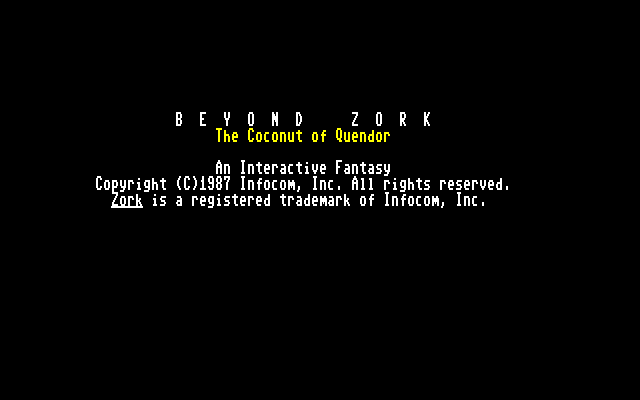 B E Y O N D   Z O R K
The Coconut of Quendor
An Interactive Fantasy
Copyright (C)1987 Infocom, Inc. All rights reserved.
Zork is a registered trademark of Infocom, Inc.